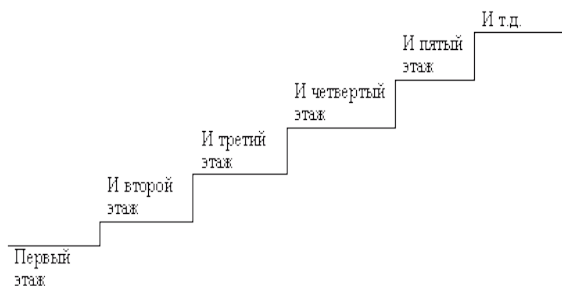 Первый
этаж
И второй
этаж
И третий
этаж
И четвертый
этаж
И пятый
этаж
И т.д.